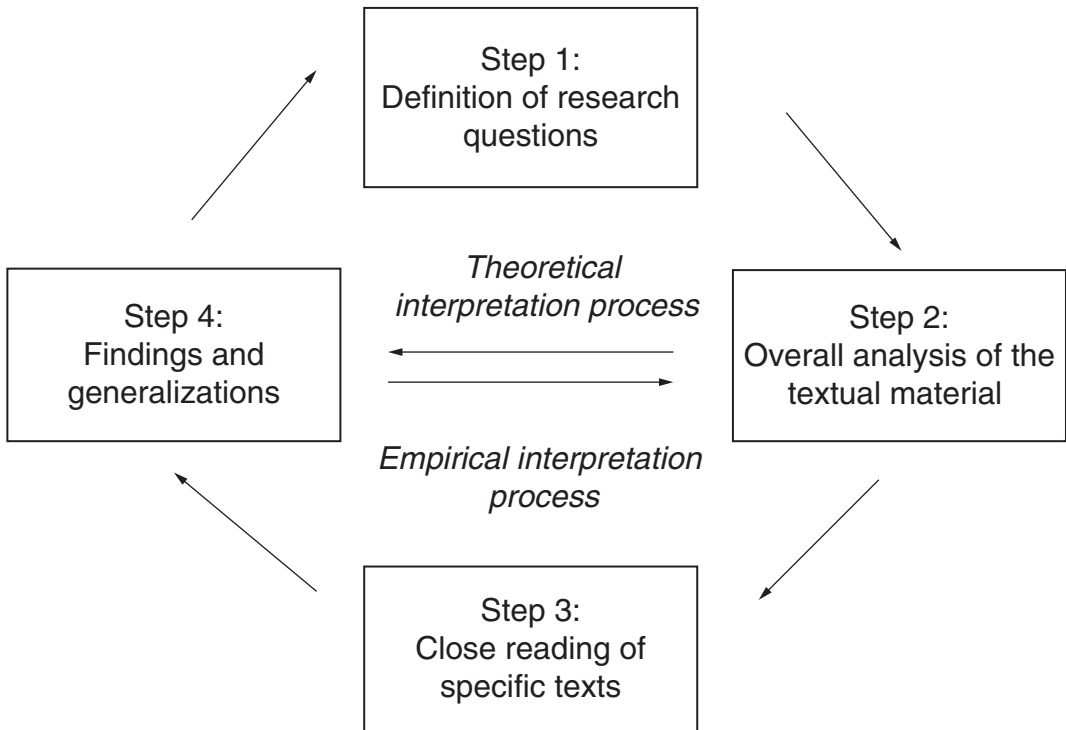 Step 1:
Definition of research
questions
Theoretical
interpretation process
Step 4:
Findings and
generalizations
Step 2:
Overall analysis of the
textual material
Empirical interpretation
process
Step 3:
Close reading of
specific texts